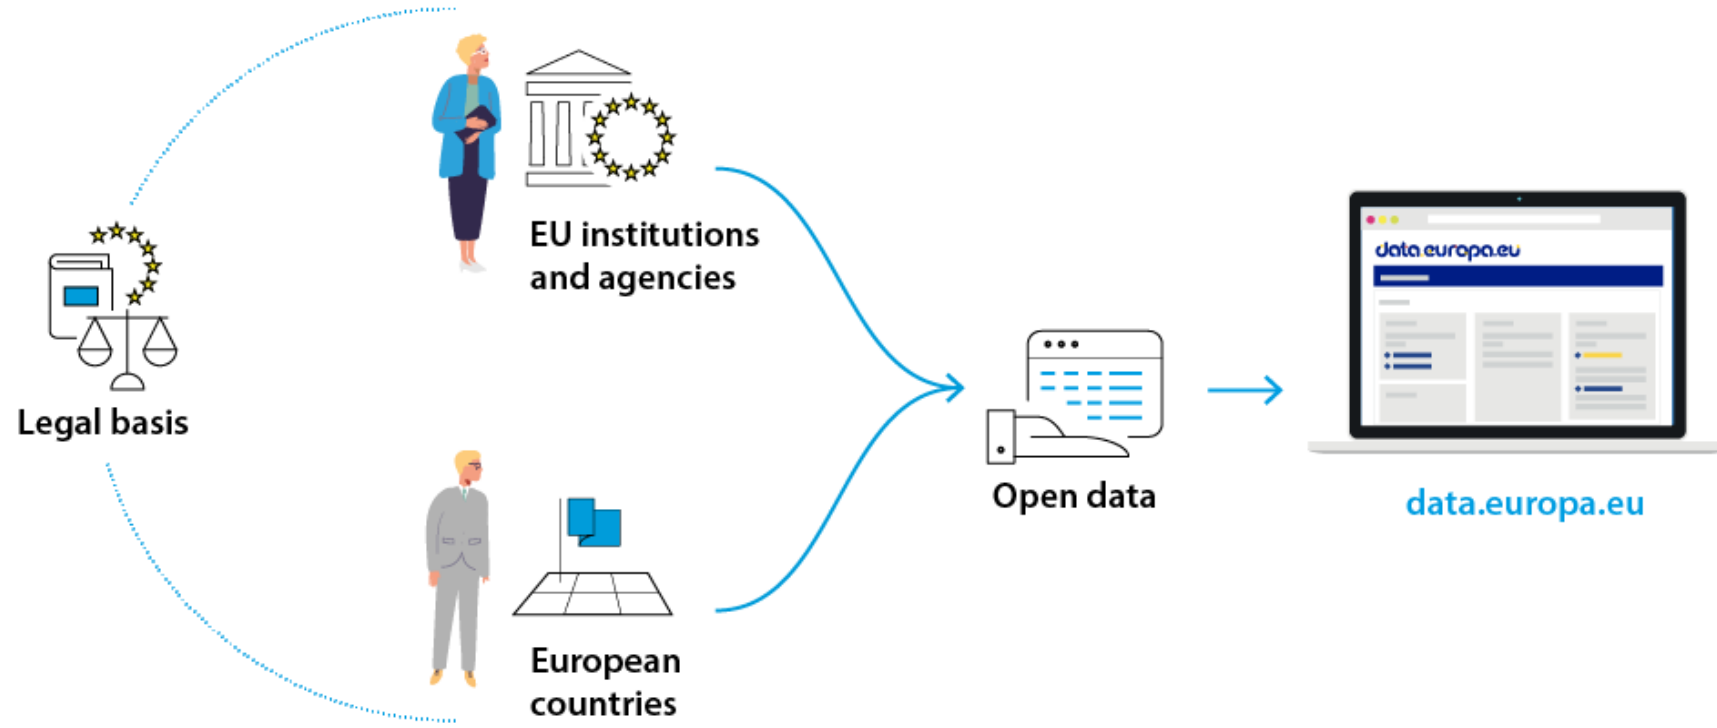 EU institutions
and agencies
Legal basis
European
countries
Open data
data.europa.eu
data.europa.eu